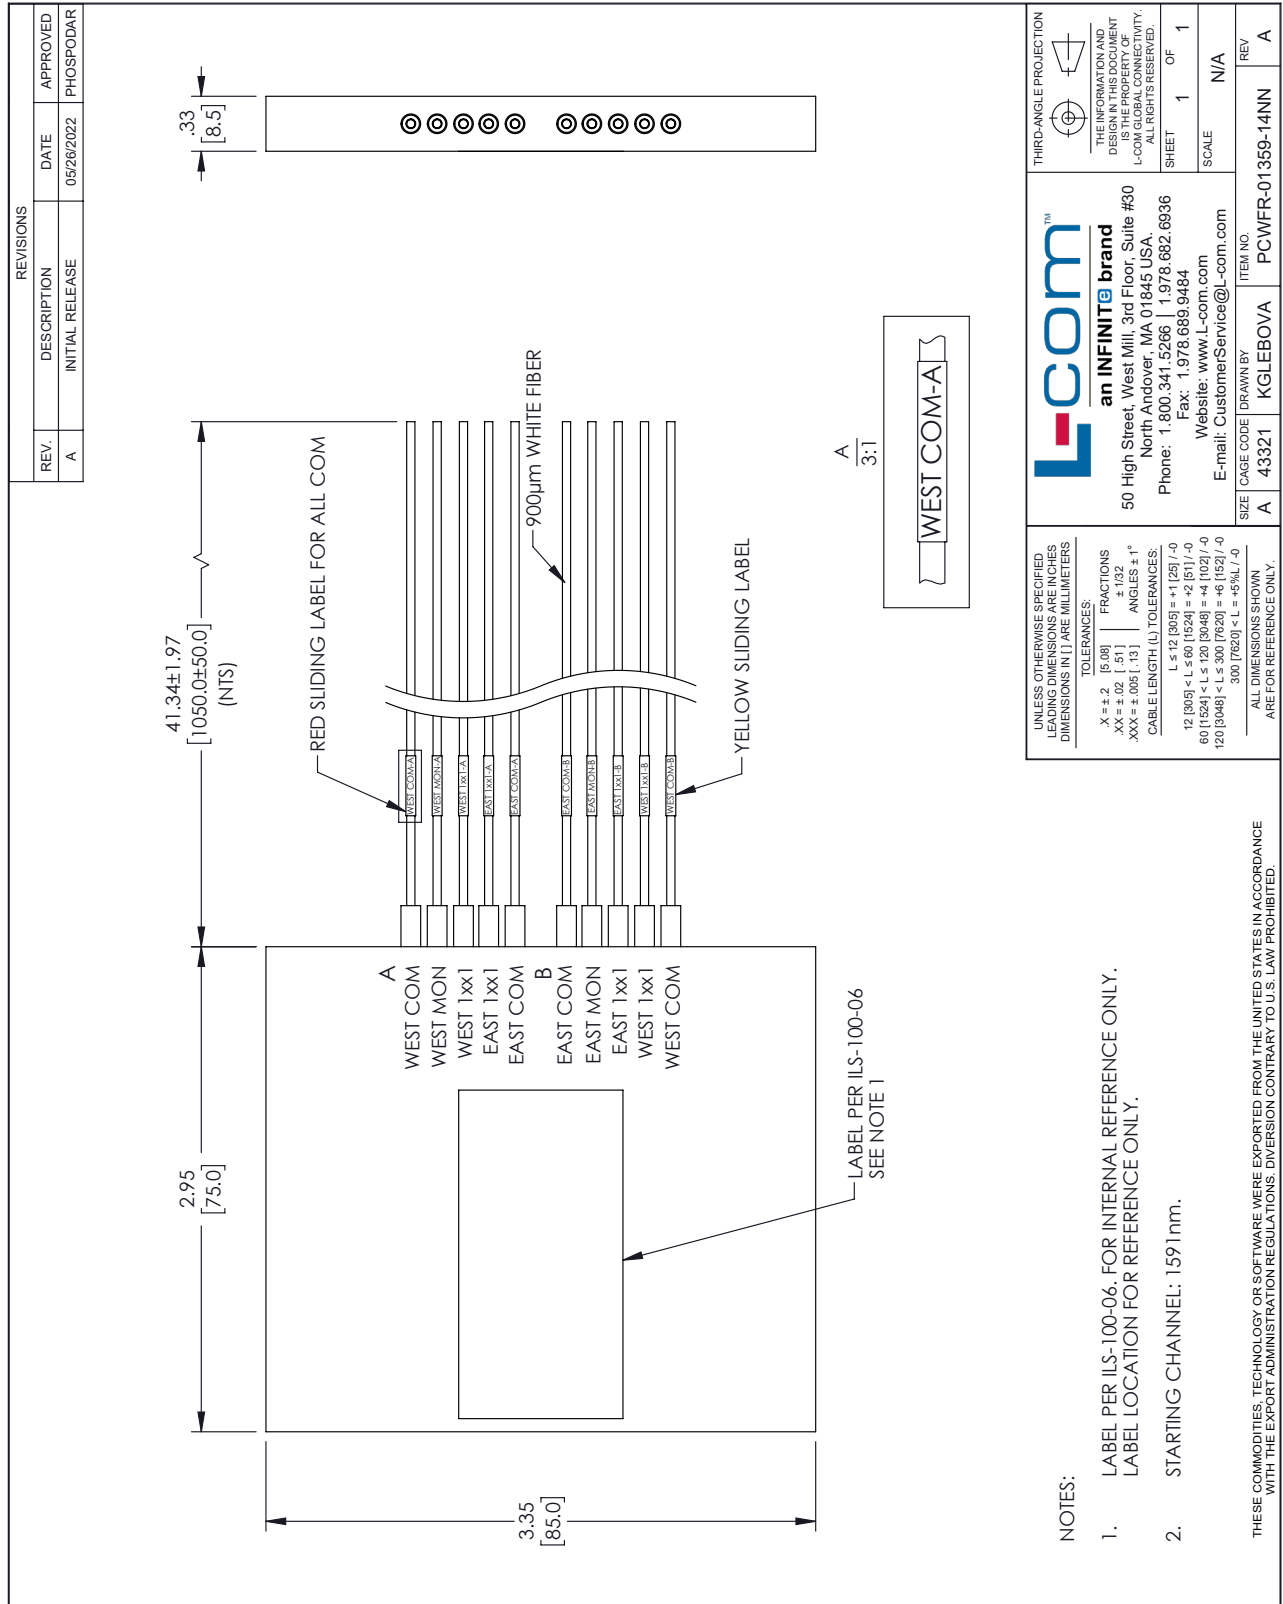 REVISIONS
REV. DESCRIPTION DATE APPROVED
A INITIAL RELEASE 05/26/2022 PHOSPODAR
2.95
[75.0]
41.34±1.97
[1050.0±50.0]
(NTS)
.33
[8.5]
3.35
[85.0]
RED SLIDING LABEL FOR ALL COM
900µm WHITE FIBER
YELLOW SLIDING LABEL
A
WEST COM
WEST MON
WEST 1xx1
EAST 1xx1
EAST COM
B
EAST COM
EAST MON
EAST 1xx1
WEST 1xx1
WEST COM
WEST COM-A
WEST MON-A
WEST 1xx1-A
EAST 1xx1-A
EAST COM-A
EAST COM-B
EAST MON-B
EAST 1xx1-B
WEST 1xx1-B
WEST COM-B
LABEL PER ILS-100-06
SEE NOTE 1
A
3:1
WEST COM-A
NOTES:
1. LABEL PER ILS-100-06. FOR INTERNAL REFERENCE ONLY.
LABEL LOCATION FOR REFERENCE ONLY.
2. STARTING CHANNEL: 1591nm.
UNLESS OTHERWISE SPECIFIED
LEADING DIMENSIONS ARE INCHES
DIMENSIONS IN [ ] ARE MILLIMETERS
TOLERANCES:
.X = ± .2 [5.08] FRACTIONS
.XX = ± .02 [ .51] ± 1/32
.XXX = ± .005 [ .13] ANGLES ± 1°
CABLE LENGTH (L) TOLERANCES:
L ≤ 12 [305] = +1 [25] / -0
12 [305] < L ≤ 60 [1524] = +2 [51] / -0
60 [1524] < L ≤ 120 [3048] = +4 [102] / -0
120 [3048] < L ≤ 300 [7620] = +6 [152] / -0
300 [7620] < L = +5%L / -0
ALL DIMENSIONS SHOWN
ARE FOR REFERENCE ONLY.
L-com™
an INFINITe brand
50 High Street, West Mill, 3rd Floor, Suite #30
North Andover, MA 01845 USA.
Phone: 1.800.341.5266 | 1.978.682.6936
Fax: 1.978.689.9484
Website: www.L-com.com
E-mail: CustomerService@L-com.com
THIRD-ANGLE PROJECTION
THE INFORMATION AND
DESIGN IN THIS DOCUMENT
IS THE PROPERTY OF
L-COM GLOBAL CONNECTIVITY.
ALL RIGHTS RESERVED.
SHEET 1 OF 1
SCALE N/A
SIZE A
CAGE CODE 43321
DRAWN BY KGLEBOVA
ITEM NO. PCWFR-01359-14NN
REV A
THESE COMMODITIES, TECHNOLOGY OR SOFTWARE WERE EXPORTED FROM THE UNITED STATES IN ACCORDANCE
WITH THE EXPORT ADMINISTRATION REGULATIONS. DIVERSION CONTRARY TO U.S. LAW PROHIBITED.